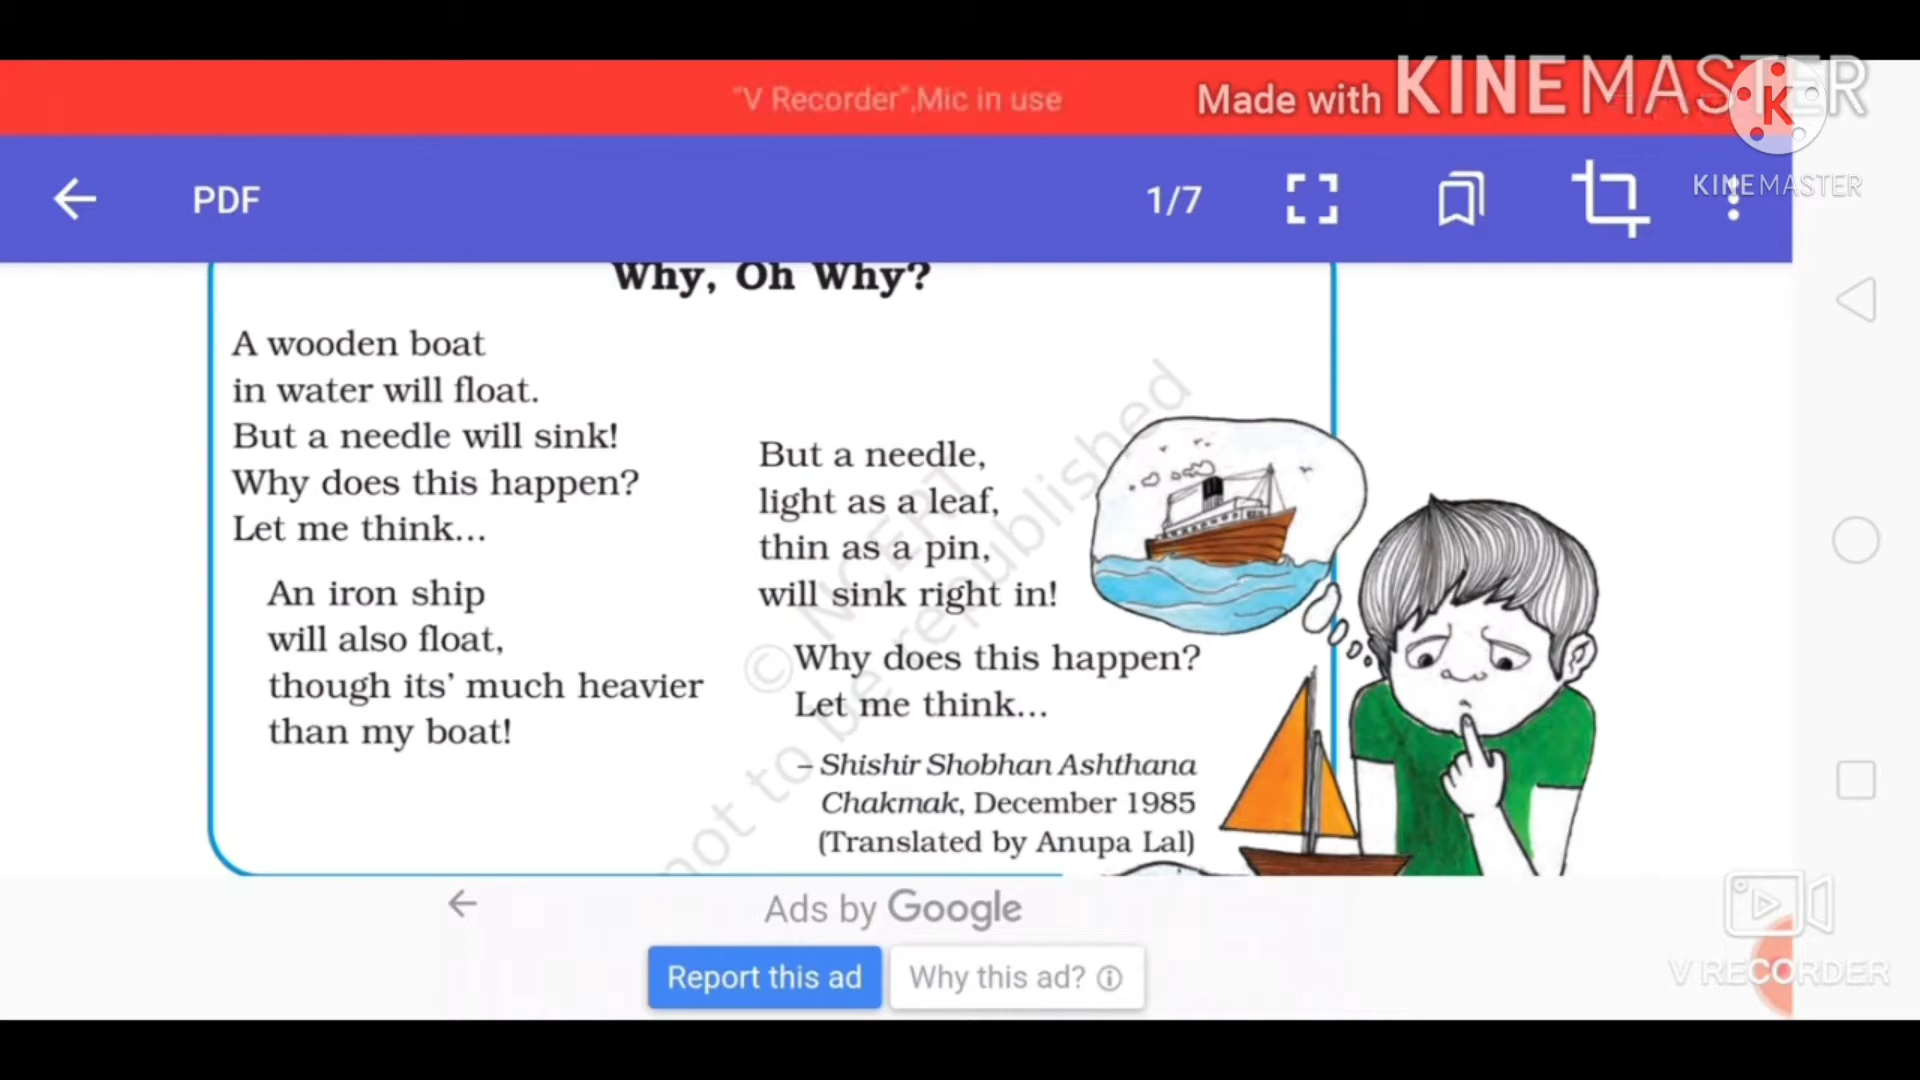 "V Recorder",Mic in use
Made with KINEMASTER
K
KINEMASTER
PDF
1/7
Why, Oh Why?
A wooden boat
in water will float.
But a needle will sink!
Why does this happen?
Let me think...
An iron ship
will also float,
though its' much heavier
than my boat!
But a needle,
light as a leaf,
thin as a pin,
will sink right in!
Why does this happen?
Let me think...
– Shishir Shobhan Ashthana
Chakmak, December 1985
(Translated by Anupa Lal)
© NCERT
not to be republished
Ads by Google
Report this ad
Why this ad?
V RECORDER